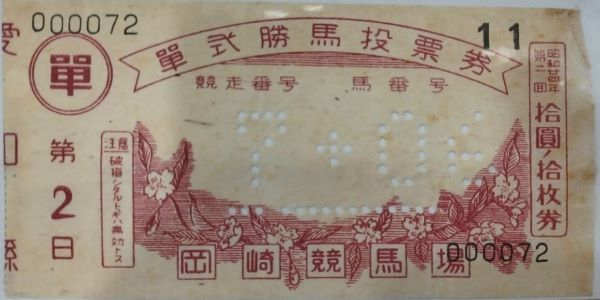 000072
11
單式勝馬投票券
單
競走番号 馬番号
昭和廿四年
第二回
拾圓ノ拾枚券
第2日
注意
破損シタルトキハ無効トス
岡崎競馬場
000072